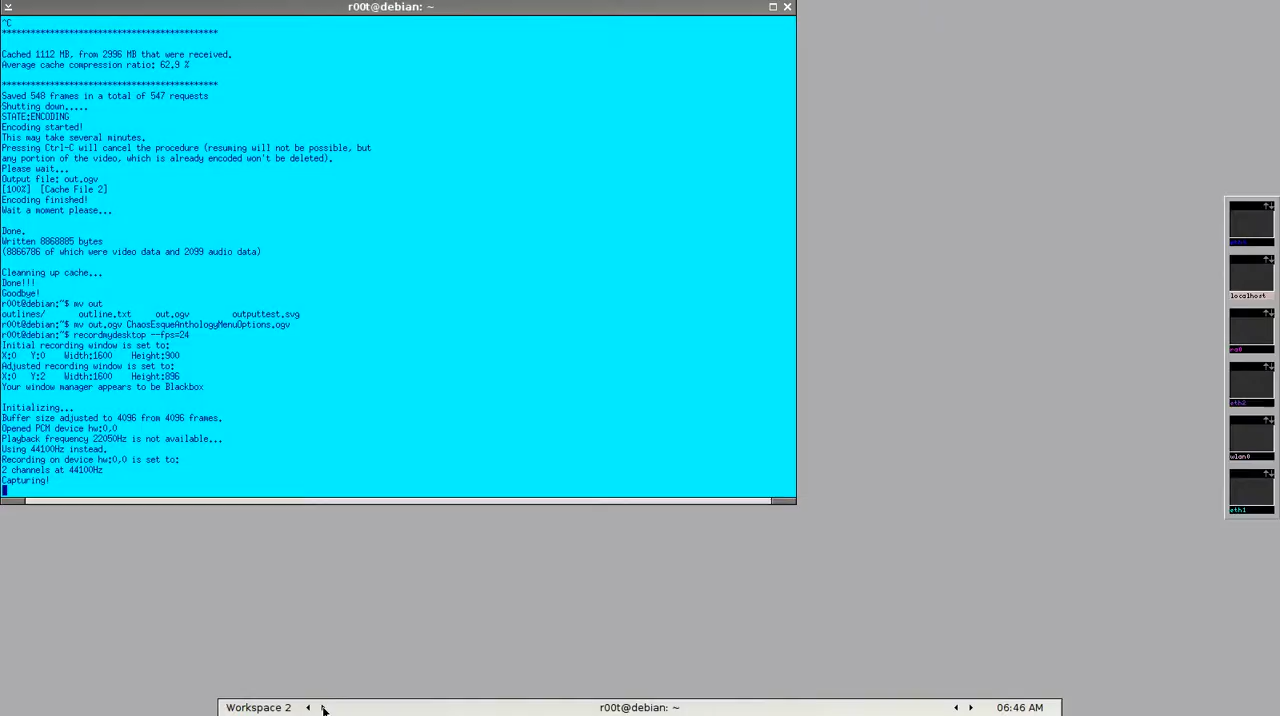 r00t@debian: ~
^C
*******************************************
Cached 1112 MB, from 2996 MB that were received.
Average cache compression ratio: 62.9 %
*******************************************
Saved 548 frames in a total of 547 requests
Shutting down.....
STATE:ENCODING
Encoding started!
This may take several minutes.
Pressing Ctrl-C will cancel the procedure (resuming will not be possible, but
any portion of the video, which is already encoded won't be deleted).
Please wait...
Output file: out.ogv
[100%]  [Cache File 2]
Encoding finished!
Wait a moment please...
Done.
Written 8868885 bytes
(8866786 of which were video data and 2099 audio data)
Cleanning up cache...
Done!!!
Goodbye!
r00t@debian:~$ mv out
outlines/     outline.txt     out.ogv     outputtest.svg
r00t@debian:~$ mv out.ogv ChaosEsqueAnthologyMenuOptions.ogv
r00t@debian:~$ recordmydesktop --fps=24
Initial recording window is set to:
X:0   Y:0   Width:1600   Height:900
Adjusted recording window is set to:
X:0   Y:2   Width:1600   Height:896
Your window manager appears to be Blackbox
Initializing...
Buffer size adjusted to 4096 from 4096 frames.
Opened PCM device hw:0,0
Playback frequency 22050Hz is not available...
Using 44100Hz instead.
Recording on device hw:0,0 is set to:
2 channels at 44100Hz
Capturing!
localhost
eth2
wlan0
eth1
Workspace 2
r00t@debian: ~
06:46 AM